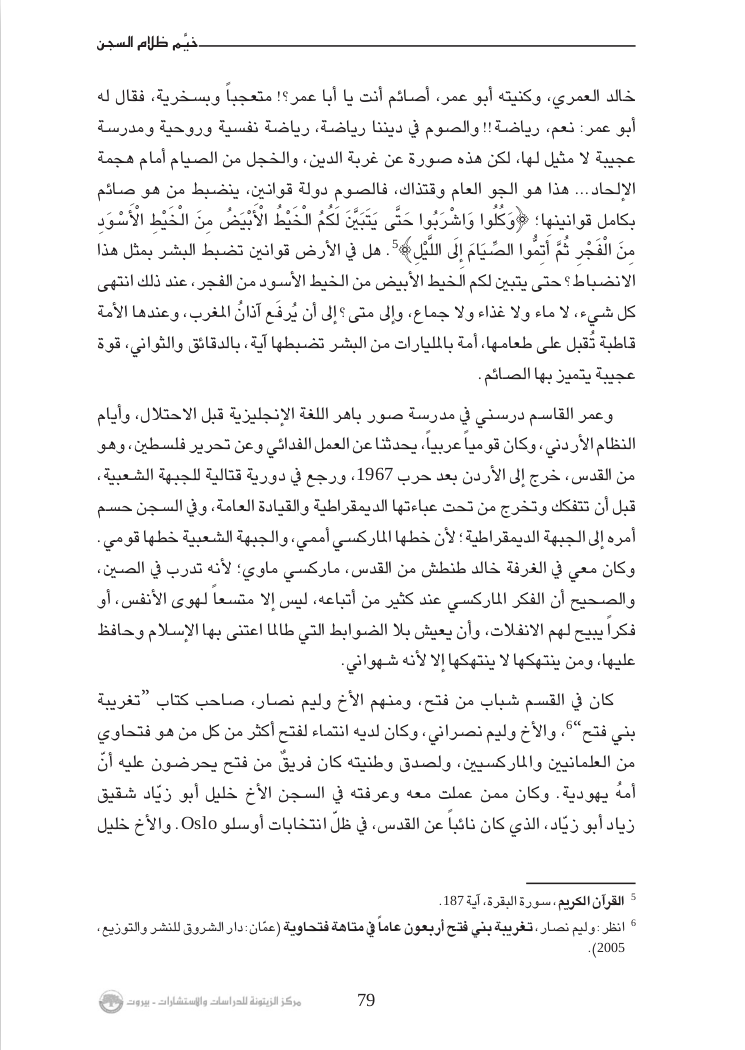 خيَّم ظلام السجن
خالد العمري، وكنيته أبو عمر، أصائم أنت يا أبا عمر؟! متعجباً وبسخرية، فقال له
أبو عمر: نعم، رياضة!! والصوم في ديننا رياضة، رياضة نفسية وروحية ومدرسة
عجيبة لا مثيل لها، لكن هذه صورة عن غربة الدين، والخجل من الصيام أمام هجمة
الإلحاد... هذا هو الجو العام وقتذاك، فالصوم دولة قوانين، ينضبط من هو صائم
بكامل قوانينها؛ ﴿وَكُلُوا وَاشْرَبُوا حَتَّى يَتَبَيَّنَ لَكُمُ الْخَيْطُ الْأَبْيَضُ مِنَ الْخَيْطِ الْأَسْوَدِ
مِنَ الْفَجْرِ ثُمَّ أَتِمُّوا الصِّيَامَ إِلَى اللَّيْلِ﴾5. هل في الأرض قوانين تضبط البشر بمثل هذا
الانضباط؟ حتى يتبين لكم الخيط الأبيض من الخيط الأسود من الفجر، عند ذلك انتهى
كل شيء، لا ماء ولا غذاء ولا جماع، وإلى متى؟ إلى أن يُرفَع آذانُ المغرب، وعندها الأمة
قاطبة تُقبل على طعامها، أمة بالمليارات من البشر تضبطها آية، بالدقائق والثواني، قوة
عجيبة يتميز بها الصائم.
وعمر القاسم درسني في مدرسة صور باهر اللغة الإنجليزية قبل الاحتلال، وأيام
النظام الأردني، وكان قومياً عربياً، يحدثنا عن العمل الفدائي وعن تحرير فلسطين، وهو
من القدس، خرج إلى الأردن بعد حرب 1967، ورجع في دورية قتالية للجبهة الشعبية،
قبل أن تتفكك وتخرج من تحت عباءتها الديمقراطية والقيادة العامة، وفي السجن حسم
أمره إلى الجبهة الديمقراطية؛ لأن خطها الماركسي أممي، والجبهة الشعبية خطها قومي.
وكان معي في الغرفة خالد طنطش من القدس، ماركسي ماوي؛ لأنه تدرب في الصين،
والصحيح أن الفكر الماركسي عند كثير من أتباعه، ليس إلا متسعاً لهوى الأنفس، أو
فكراً يبيح لهم الانفلات، وأن يعيش بلا الضوابط التي طالما اعتنى بها الإسلام وحافظ
عليها، ومن ينتهكها لا ينتهكها إلا لأنه شهواني.
كان في القسم شباب من فتح، ومنهم الأخ وليم نصار، صاحب كتاب ”تغريبة
بني فتح“6، والأخ وليم نصراني، وكان لديه انتماء لفتح أكثر من كل من هو فتحاوي
من العلمانيين والماركسيين، ولصدق وطنيته كان فريقٌ من فتح يحرضون عليه أنّ
أمهُ يهودية. وكان ممن عملت معه وعرفته في السجن الأخ خليل أبو زيّاد شقيق
زياد أبو زيّاد، الذي كان نائباً عن القدس، في ظلّ انتخابات أوسلو Oslo. والأخ خليل
5 القرآن الكريم، سورة البقرة، آية 187.
6 انظر: وليم نصار، تغريبة بني فتح أربعون عاماً في متاهة فتحاوية (عمّان: دار الشروق للنشر والتوزيع،
2005).
79
مركز الزيتونة للدراسات والاستشارات - بيروت